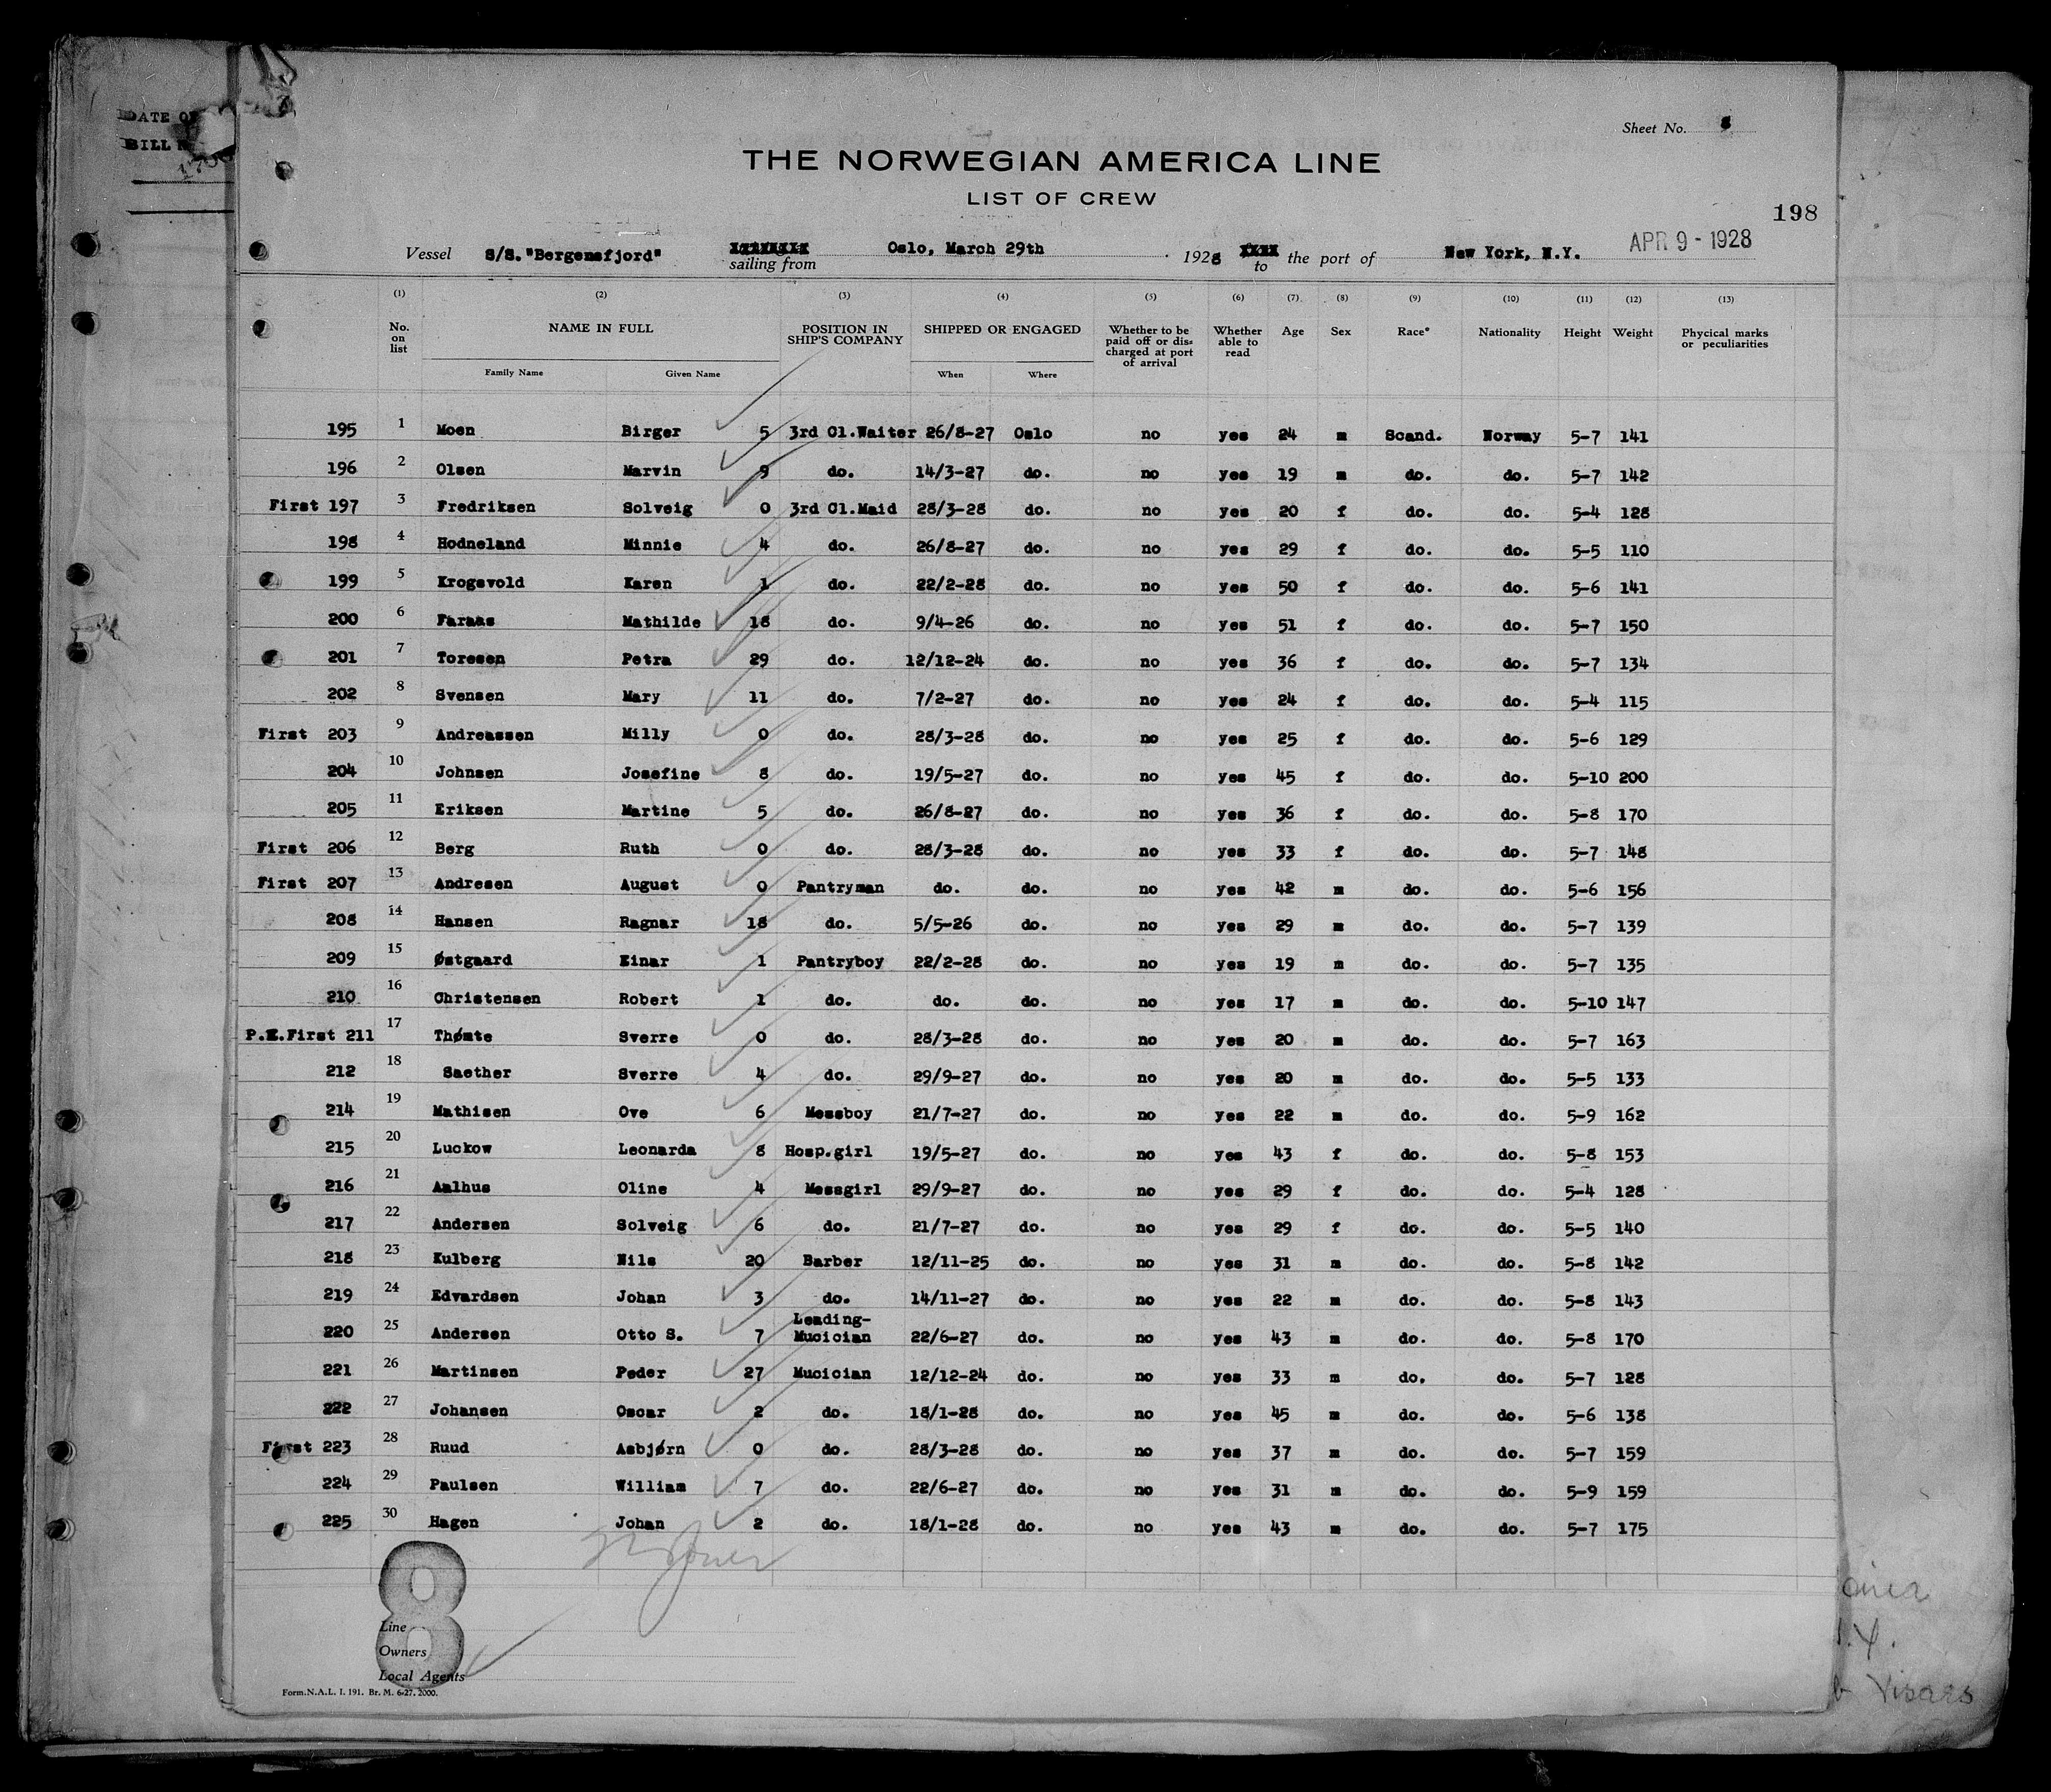 DATE OF
BILL
Sheet No. 8
THE NORWEGIAN AMERICA LINE
LIST OF CREW
198
Vessel S/S. "Bergensfjord" sailing from Oslo, March 29th 1928 to the port of New York, N.Y. APR 9 - 1928
(1) (2) (3) (4) (5) (6) (7) (8) (9) (10) (11) (12) (13)
No. on list NAME IN FULL POSITION IN SHIP'S COMPANY SHIPPED OR ENGAGED Whether to be paid off or discharged at port of arrival Whether able to read Age Sex Race* Nationality Height Weight Phycical marks or peculiarities
Family Name Given Name When Where
195 1 Moen Birger 5 3rd Cl.Waiter 26/8-27 Oslo no yes 24 m Scand. Norway 5-7 141
196 2 Olsen Marvin 9 do. 14/3-27 do. no yes 19 m do. do. 5-7 142
First 197 3 Fredriksen Solveig 0 3rd Cl.Maid 28/3-28 do. no yes 20 f do. do. 5-4 128
198 4 Hodneland Minnie 4 do. 26/8-27 do. no yes 29 f do. do. 5-5 110
199 5 Krogsvold Karen 1 do. 22/2-28 do. no yes 50 f do. do. 5-6 141
200 6 Faraas Mathilde 18 do. 9/4-26 do. no yes 51 f do. do. 5-7 150
201 7 Toresen Petra 29 do. 12/12-24 do. no yes 36 f do. do. 5-7 134
202 8 Svensen Mary 11 do. 7/2-27 do. no yes 24 f do. do. 5-4 115
First 203 9 Andreassen Milly 0 do. 28/3-28 do. no yes 25 f do. do. 5-6 129
204 10 Johnsen Josefine 8 do. 19/5-27 do. no yes 45 f do. do. 5-10 200
205 11 Eriksen Martine 5 do. 26/8-27 do. no yes 36 f do. do. 5-8 170
First 206 12 Berg Ruth 0 do. 28/3-28 do. no yes 33 f do. do. 5-7 148
First 207 13 Andresen August 0 Pantryman do. do. no yes 42 m do. do. 5-6 156
208 14 Hansen Ragnar 18 do. 5/5-26 do. no yes 29 m do. do. 5-7 139
209 15 Østgaard Einar 1 Pantryboy 22/2-28 do. no yes 19 m do. do. 5-7 135
210 16 Christensen Robert 1 do. do. do. no yes 17 m do. do. 5-10 147
P.E.First 211 17 Thømte Sverre 0 do. 28/3-28 do. no yes 20 m do. do. 5-7 163
212 18 Saether Sverre 4 do. 29/9-27 do. no yes 20 m do. do. 5-5 133
214 19 Mathisen Ove 6 Messboy 21/7-27 do. no yes 22 m do. do. 5-9 162
215 20 Luckow Leonarda 8 Hosp.girl 19/5-27 do. no yes 43 f do. do. 5-8 153
216 21 Aalhus Oline 4 Messgirl 29/9-27 do. no yes 29 f do. do. 5-4 128
217 22 Andersen Solveig 6 do. 21/7-27 do. no yes 29 f do. do. 5-5 140
218 23 Kulberg Nils 20 Barber 12/11-25 do. no yes 31 m do. do. 5-8 142
219 24 Edvardsen Johan 3 do. 14/11-27 do. no yes 22 m do. do. 5-8 143
220 25 Andersen Otto S. 7 Leading-Mucician 22/6-27 do. no yes 43 m do. do. 5-8 170
221 26 Martinsen Peder 27 Mucician 12/12-24 do. no yes 33 m do. do. 5-7 128
222 27 Johansen Oscar 2 do. 18/1-28 do. no yes 45 m do. do. 5-6 138
First 223 28 Ruud Asbjørn 0 do. 28/3-28 do. no yes 37 m do. do. 5-7 159
224 29 Paulsen William 7 do. 22/6-27 do. no yes 31 m do. do. 5-9 159
225 30 Hagen Johan 2 do. 18/1-28 do. no yes 43 m do. do. 5-7 175
8
Line
Owners
Local Agents
Form.N.A.L. I. 191. Br. M. 6-27. 2000.